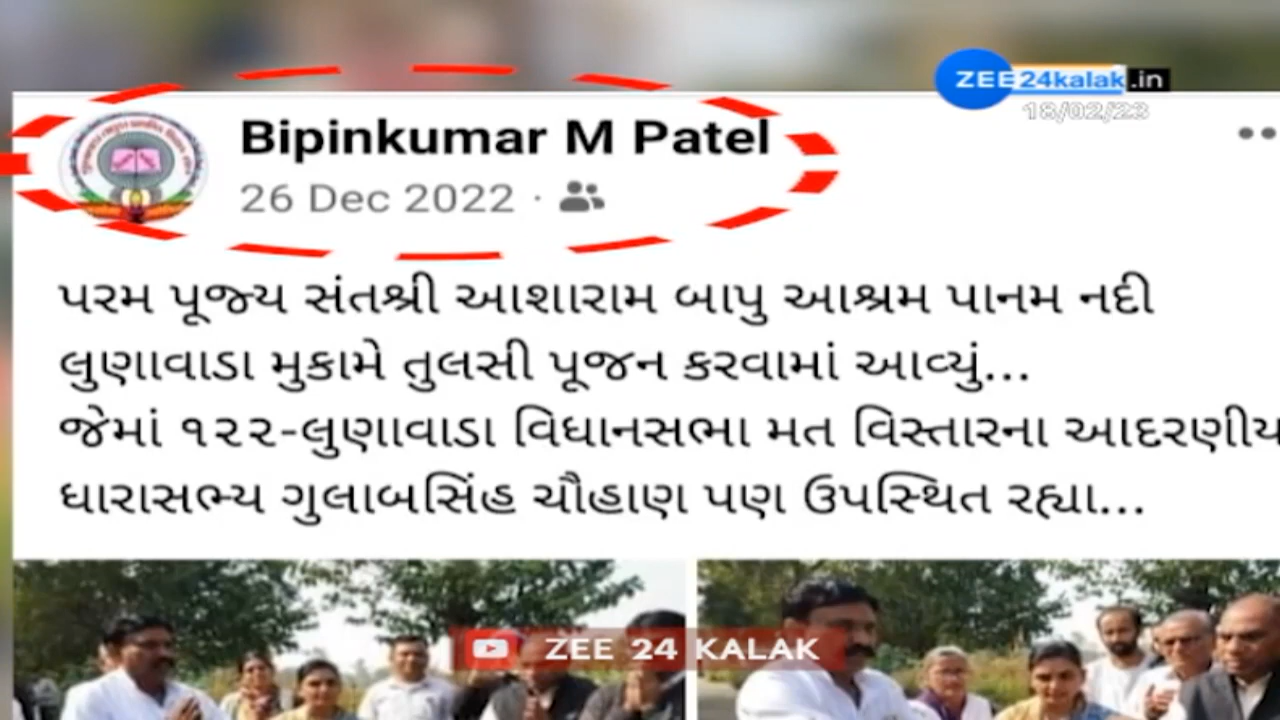 ZEE24kalak.in
18/02/23
Bipinkumar M Patel
26 Dec 2022 ·
પરમ પૂજ્ય સંતશ્રી આશારામ બાપુ આશ્રમ પાનમ નદી
લુણાવાડા મુકામે તુલસી પૂજન કરવામાં આવ્યું...
જેમાં ૧૨૨-લુણાવાડા વિધાનસભા મત વિસ્તારના આદરણીય
ધારાસભ્ય ગુલાબસિંહ ચૌહાણ પણ ઉપસ્થિત રહ્યા...
ZEE 24 KALAK